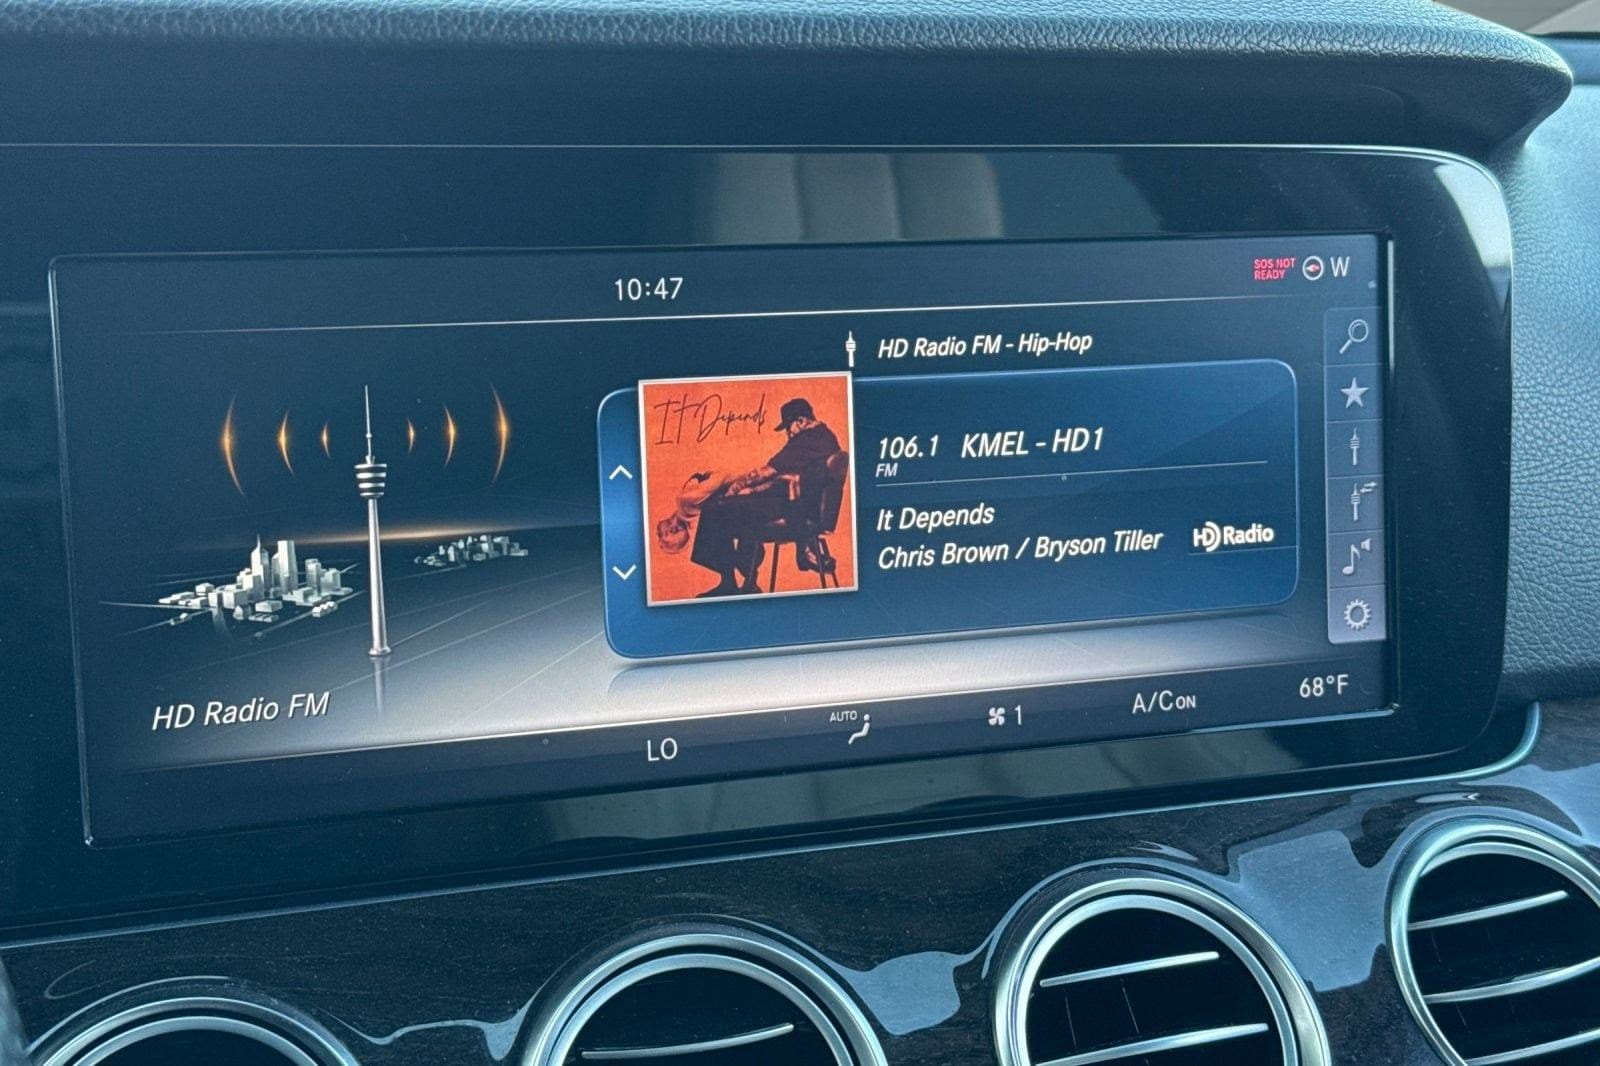 10:47
SOS NOT
READY
W
HD Radio FM - Hip-Hop
It Depends
106.1 KMEL - HD1
FM
It Depends
Chris Brown / Bryson Tiller
HD Radio
HD Radio FM
LO
AUTO
1
A/C ON
68°F